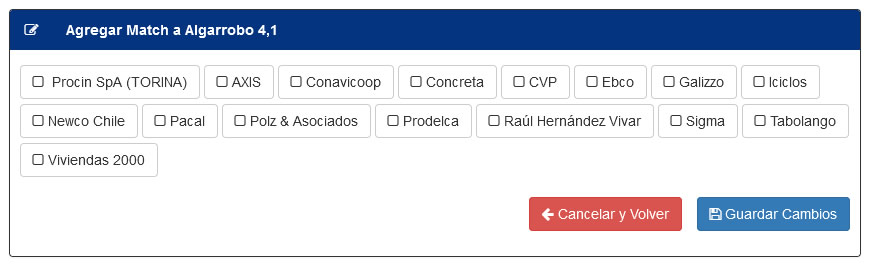 Agregar Match a Algarrobo 4,1
Procin SpA (TORINA) AXIS Conavicoop Concreta CVP Ebco Galizzo Iciclos
Newco Chile Pacal Polz & Asociados Prodelca Raúl Hernández Vivar Sigma Tabolango
Viviendas 2000
Cancelar y Volver Guardar Cambios